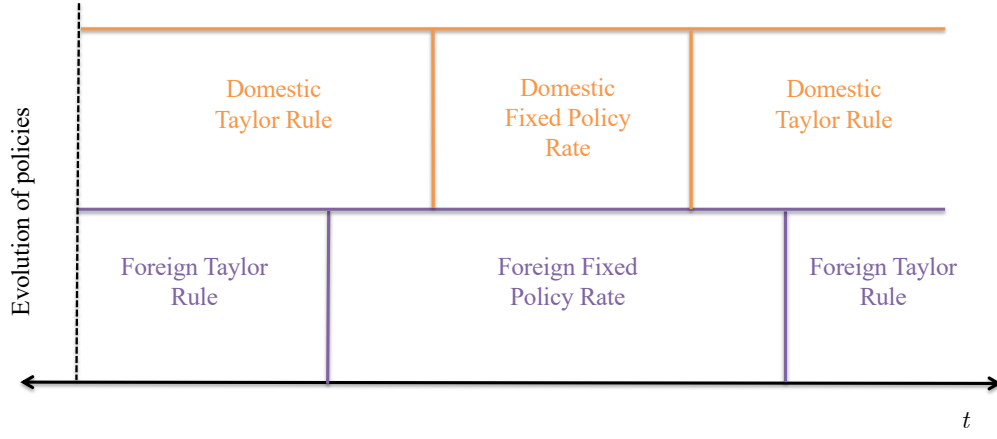 Evolution of policies
Domestic
Taylor Rule
Domestic
Fixed Policy
Rate
Domestic
Taylor Rule
Foreign Taylor
Rule
Foreign Fixed
Policy Rate
Foreign Taylor
Rule
t